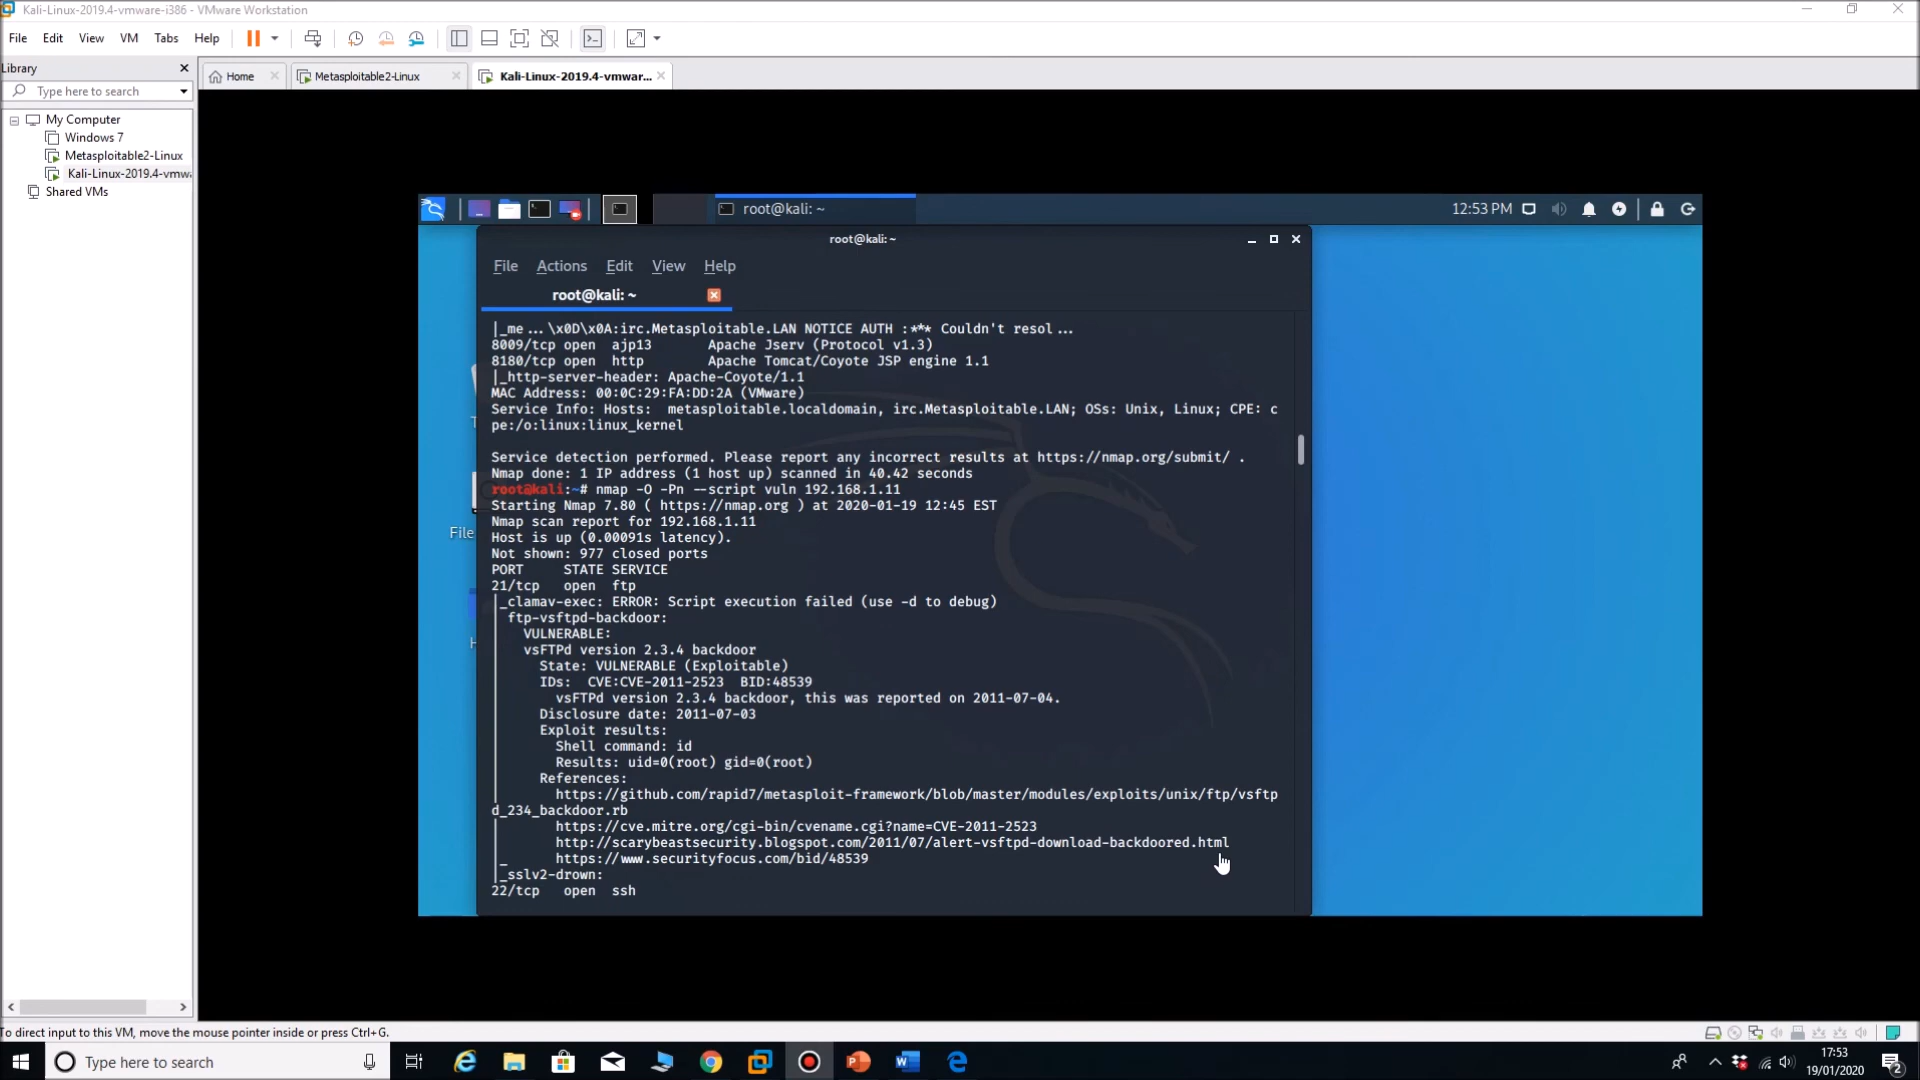 Kali-Linux-2019.4-vmware-i386 - VMware Workstation
File Edit View VM Tabs Help
Library
Home
Metasploitable2-Linux
Kali-Linux-2019.4-vmwar...
Type here to search
My Computer
Windows 7
Metasploitable2-Linux
Kali-Linux-2019.4-vmwa
Shared VMs
root@kali: ~
12:53 PM
root@kali: ~
File Actions Edit View Help
root@kali: ~
|_me ... \x0D\x0A:irc.Metasploitable.LAN NOTICE AUTH :*** Couldn't resol ...
8009/tcp open  ajp13       Apache Jserv (Protocol v1.3)
8180/tcp open  http        Apache Tomcat/Coyote JSP engine 1.1
|_http-server-header: Apache-Coyote/1.1
MAC Address: 00:0C:29:FA:DD:2A (VMware)
Service Info: Hosts:  metasploitable.localdomain, irc.Metasploitable.LAN; OSs: Unix, Linux; CPE: c
pe:/o:linux:linux_kernel
Service detection performed. Please report any incorrect results at https://nmap.org/submit/ .
Nmap done: 1 IP address (1 host up) scanned in 40.42 seconds
root@kali:~# nmap -O -Pn --script vuln 192.168.1.11
Starting Nmap 7.80 ( https://nmap.org ) at 2020-01-19 12:45 EST
Nmap scan report for 192.168.1.11
Host is up (0.00091s latency).
Not shown: 977 closed ports
PORT     STATE SERVICE
21/tcp   open  ftp
|_clamav-exec: ERROR: Script execution failed (use -d to debug)
| ftp-vsftpd-backdoor:
|   VULNERABLE:
|   vsFTPd version 2.3.4 backdoor
|     State: VULNERABLE (Exploitable)
|     IDs:  CVE:CVE-2011-2523  BID:48539
|       vsFTPd version 2.3.4 backdoor, this was reported on 2011-07-04.
|     Disclosure date: 2011-07-03
|     Exploit results:
|       Shell command: id
|       Results: uid=0(root) gid=0(root)
|     References:
|       https://github.com/rapid7/metasploit-framework/blob/master/modules/exploits/unix/ftp/vsftp
d_234_backdoor.rb
|       https://cve.mitre.org/cgi-bin/cvename.cgi?name=CVE-2011-2523
|       http://scarybeastsecurity.blogspot.com/2011/07/alert-vsftpd-download-backdoored.html
|_      https://www.securityfocus.com/bid/48539
|_sslv2-drown:
22/tcp   open  ssh
File
To direct input to this VM, move the mouse pointer inside or press Ctrl+G.
Type here to search
17:53
19/01/2020
2